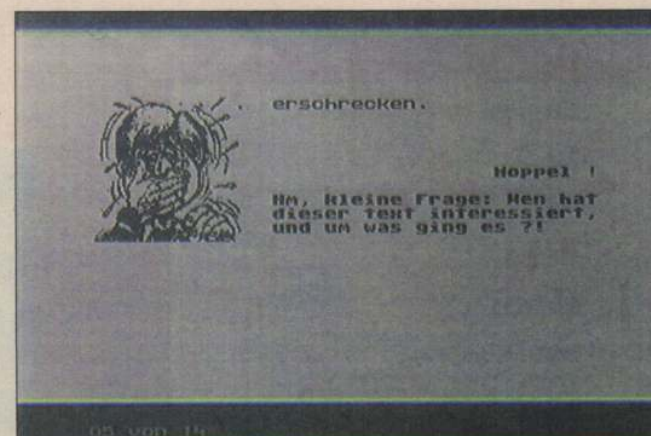 . erschrecken.
Hoppel !
Hm, kleine Frage: Wen hat
dieser text interessiert,
und um was ging es ?!
05 von 14